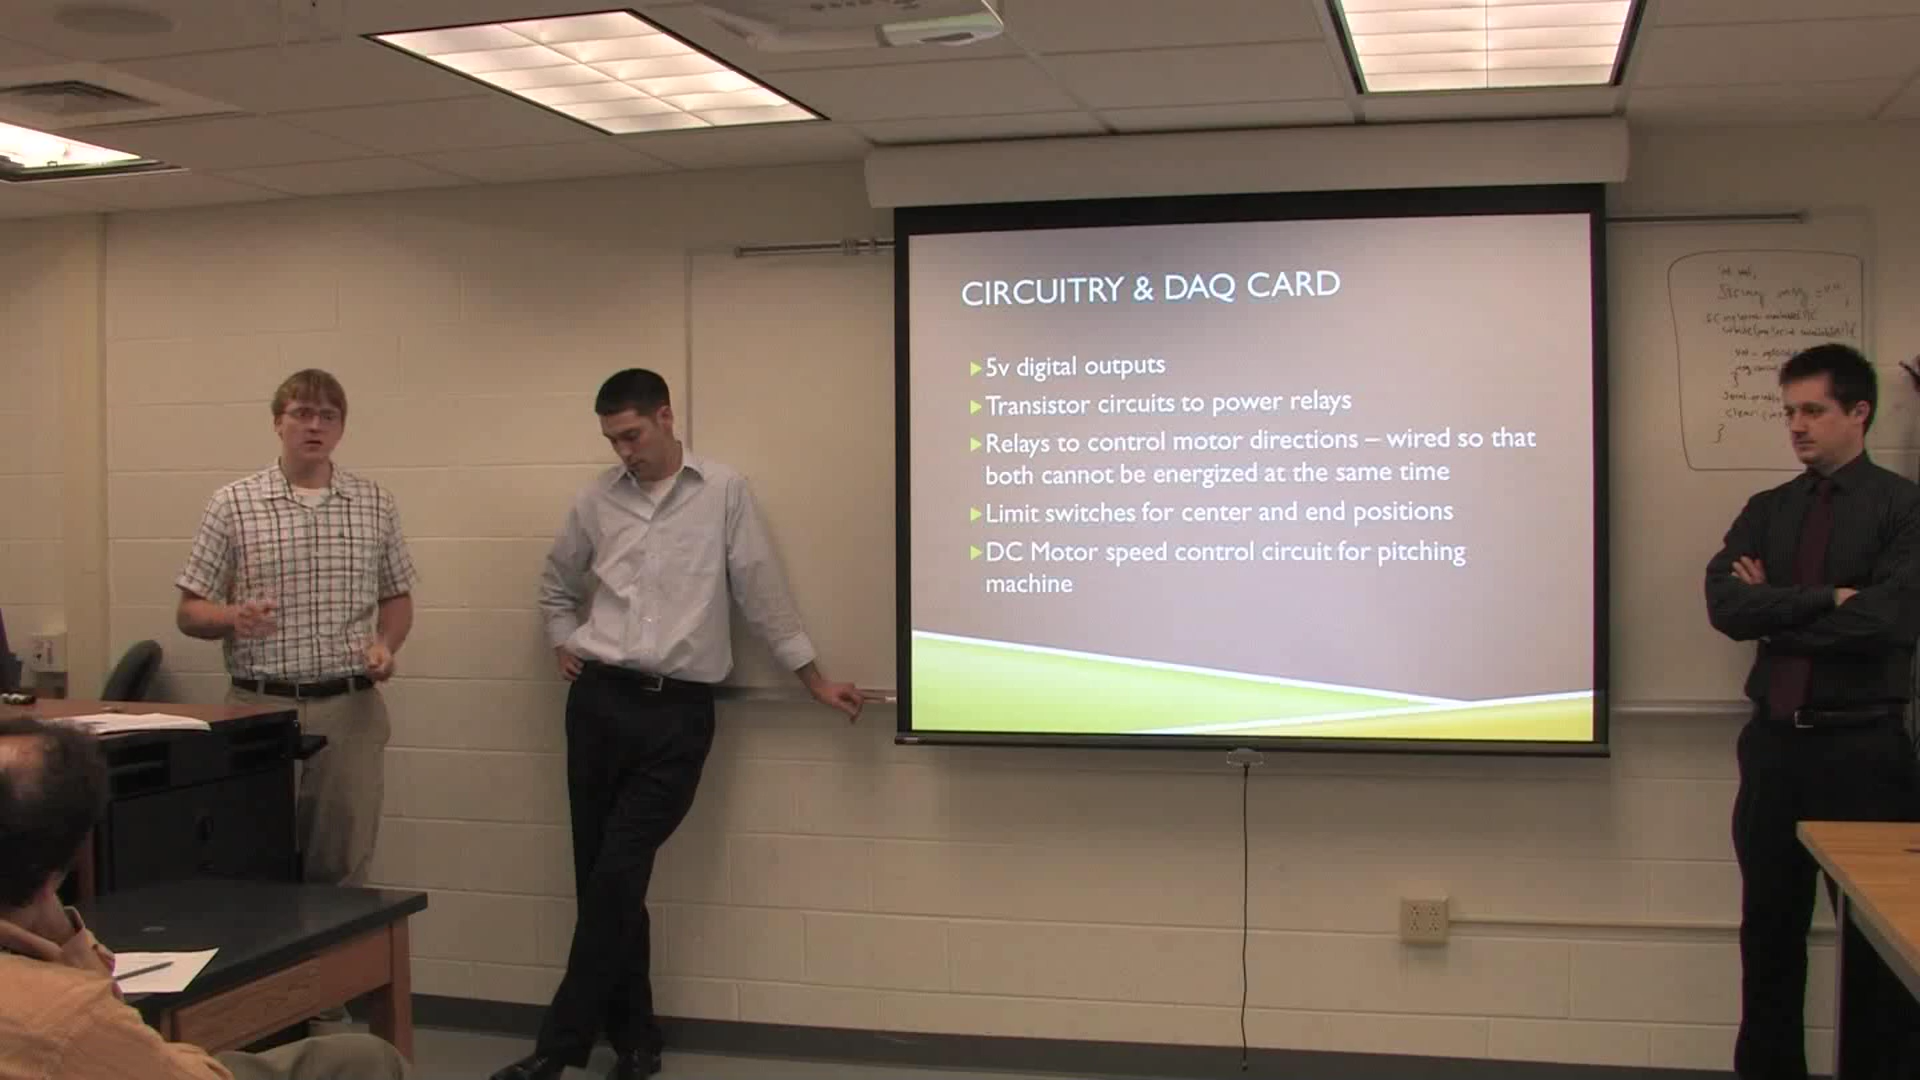 CIRCUITRY & DAQ CARD
5v digital outputs
Transistor circuits to power relays
Relays to control motor directions – wired so that
both cannot be energized at the same time
Limit switches for center and end positions
DC Motor speed control circuit for pitching
machine
String
}